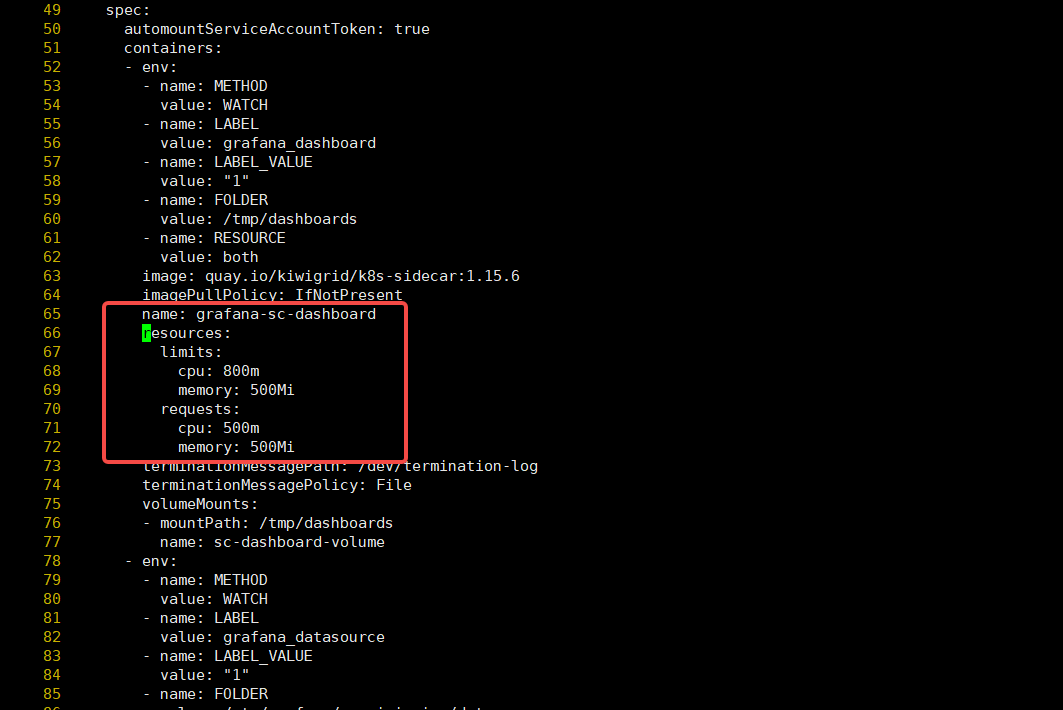 49     spec:
50       automountServiceAccountToken: true
51       containers:
52       - env:
53         - name: METHOD
54           value: WATCH
55         - name: LABEL
56           value: grafana_dashboard
57         - name: LABEL_VALUE
58           value: "1"
59         - name: FOLDER
60           value: /tmp/dashboards
61         - name: RESOURCE
62           value: both
63         image: quay.io/kiwigrid/k8s-sidecar:1.15.6
64         imagePullPolicy: IfNotPresent
65         name: grafana-sc-dashboard
66         resources:
67           limits:
68             cpu: 800m
69             memory: 500Mi
70           requests:
71             cpu: 500m
72             memory: 500Mi
73         terminationMessagePath: /dev/termination-log
74         terminationMessagePolicy: File
75         volumeMounts:
76         - mountPath: /tmp/dashboards
77           name: sc-dashboard-volume
78       - env:
79         - name: METHOD
80           value: WATCH
81         - name: LABEL
82           value: grafana_datasource
83         - name: LABEL_VALUE
84           value: "1"
85         - name: FOLDER